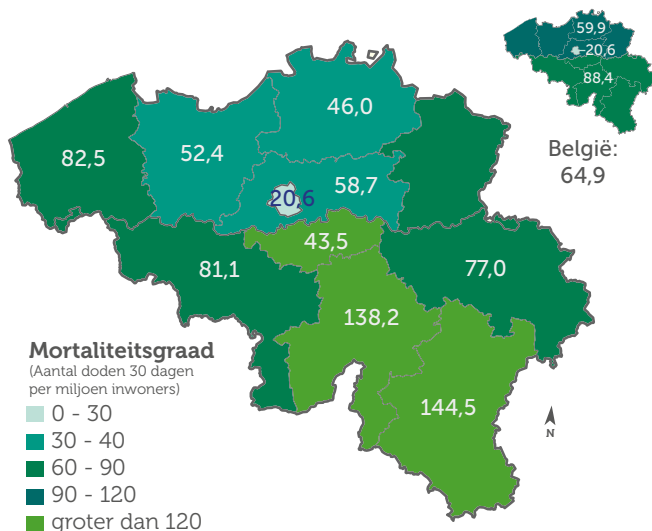 59,9
20,6
88,4
België:
64,9
46,0
82,5
52,4
20,6
58,7
43,5
81,1
77,0
138,2
144,5
Mortaliteitsgraad
(Aantal doden 30 dagen
per miljoen inwoners)
0 - 30
30 - 40
60 - 90
90 - 120
groter dan 120
N